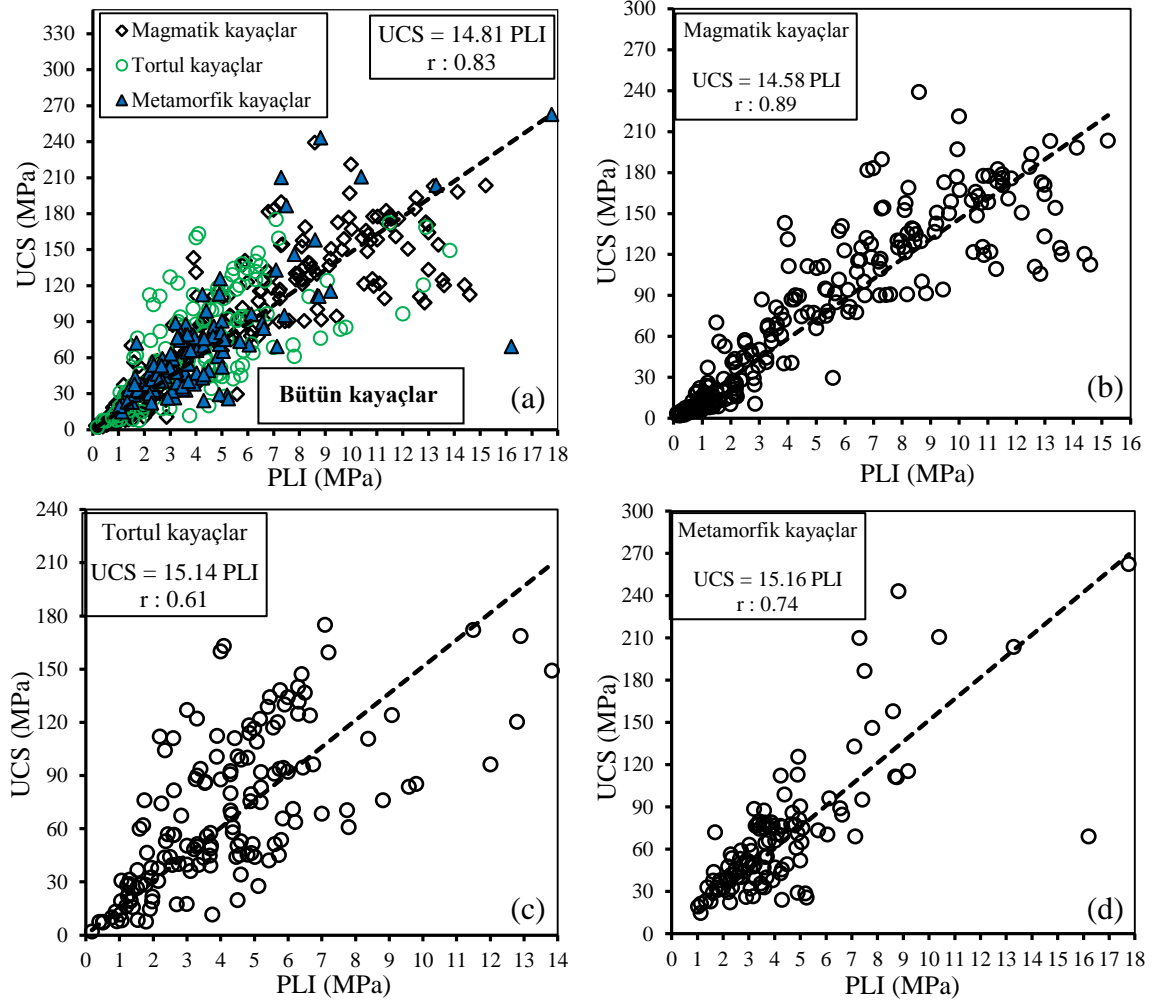 330
300
270
240
210
180
150
120
90
60
30
0
UCS (MPa)
Magmatik kayaçlar
Tortul kayaçlar
Metamorfik kayaçlar
UCS = 14.81 PLI
r : 0.83
Bütün kayaçlar
(a)
0 1 2 3 4 5 6 7 8 9 10 11 12 13 14 15 16 17 18
PLI (MPa)
300
270
240
210
180
150
120
90
60
30
0
UCS (MPa)
Magmatik kayaçlar
UCS = 14.58 PLI
r : 0.89
(b)
0 1 2 3 4 5 6 7 8 9 10 11 12 13 14 15 16
PLI (MPa)
240
210
180
150
120
90
60
30
0
UCS (MPa)
Tortul kayaçlar
UCS = 15.14 PLI
r : 0.61
(c)
0 1 2 3 4 5 6 7 8 9 10 11 12 13 14
PLI (MPa)
300
270
240
210
180
150
120
90
60
30
0
UCS (MPa)
Metamorfik kayaçlar
UCS = 15.16 PLI
r : 0.74
(d)
0 1 2 3 4 5 6 7 8 9 10 11 12 13 14 15 16 17 18
PLI (MPa)